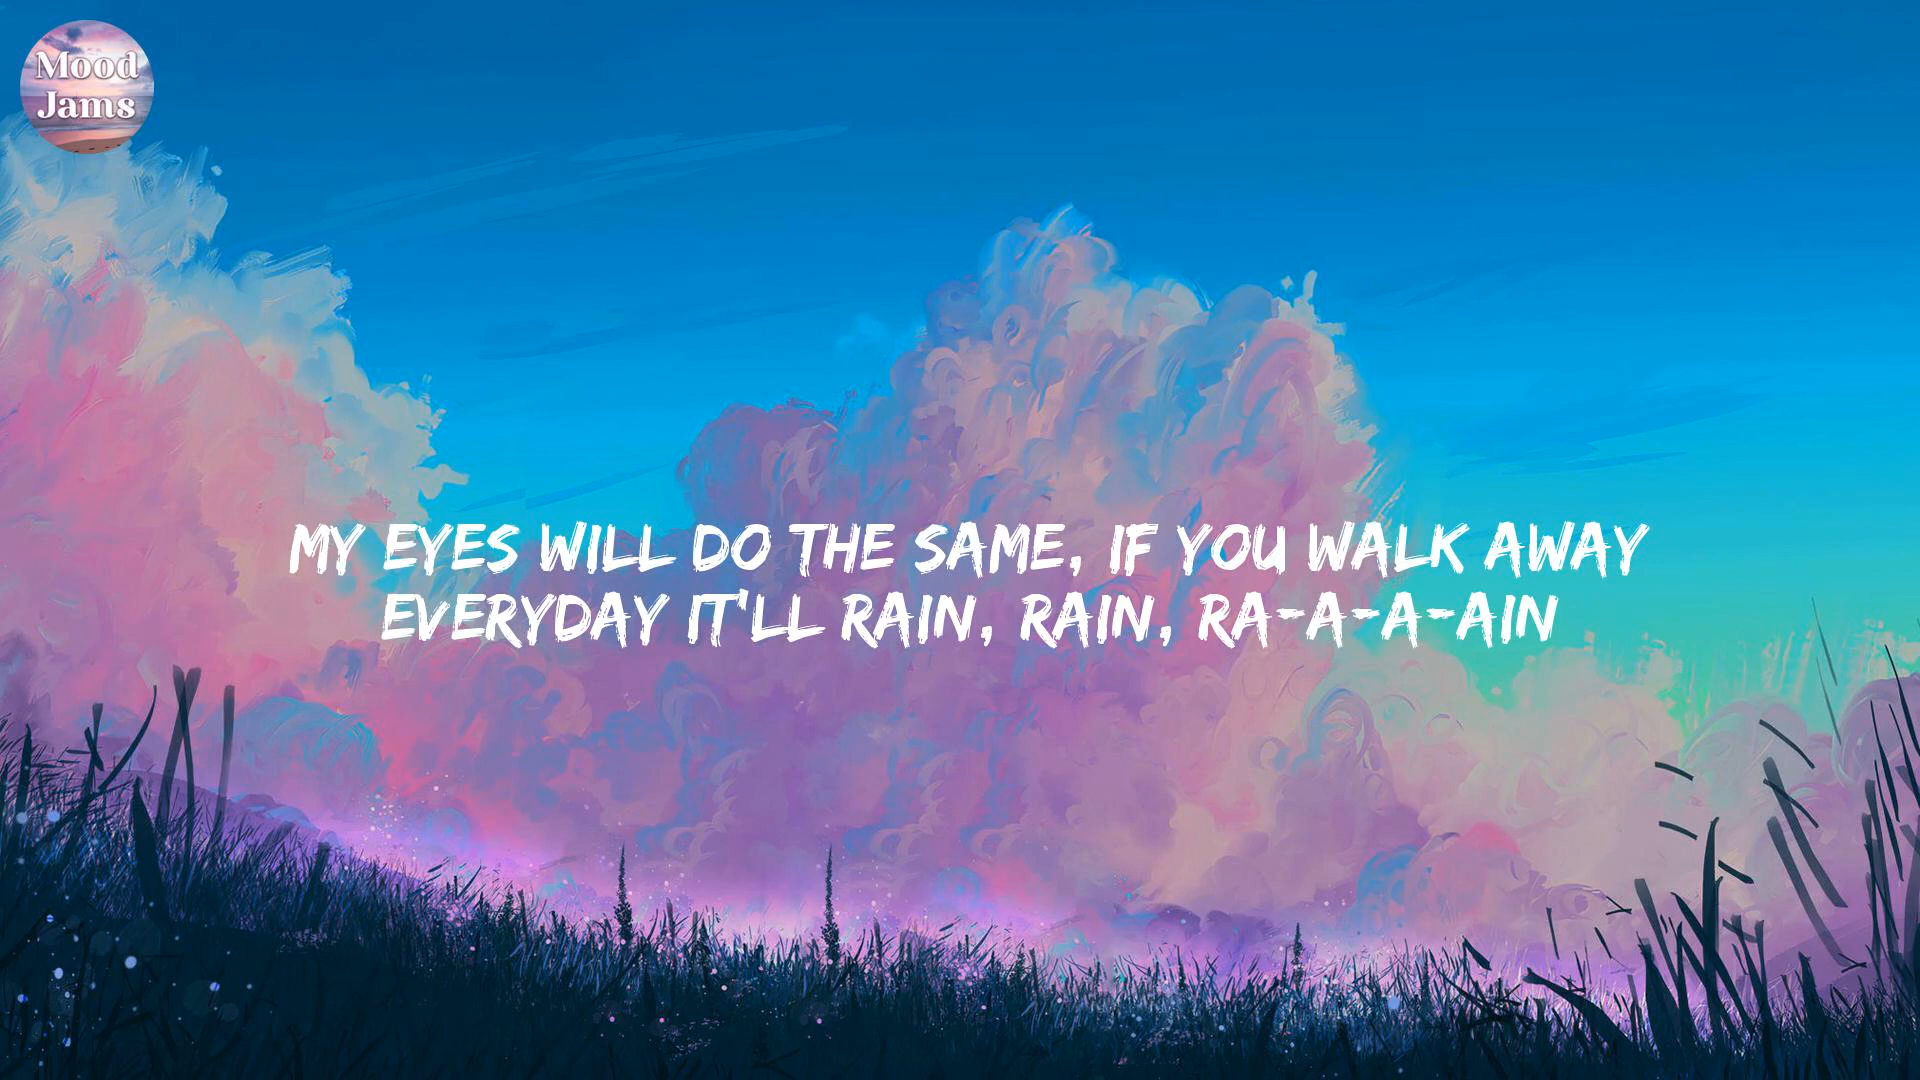 Mood
Jams
MY EYES WILL DO THE SAME, IF YOU WALK AWAY
EVERYDAY IT'LL RAIN, RAIN, RA-A-A-AIN